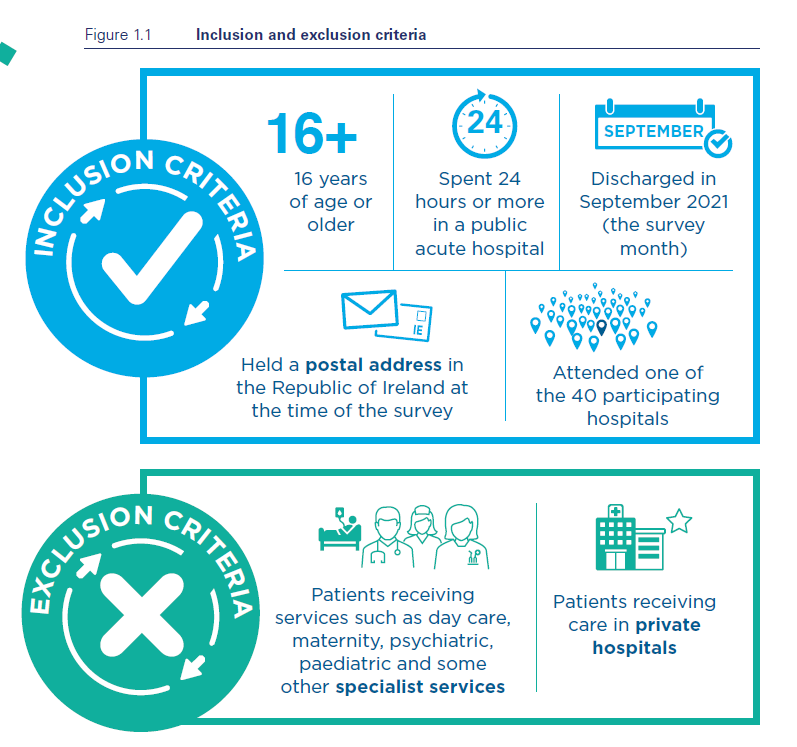 Figure 1.1 Inclusion and exclusion criteria
INCLUSION CRITERIA
16+
16 years
of age or
older
24
Spent 24
hours or more
in a public
acute hospital
SEPTEMBER
Discharged in
September 2021
(the survey
month)
IE
Held a postal address in
the Republic of Ireland at
the time of the survey
Attended one of
the 40 participating
hospitals
EXCLUSION CRITERIA
Patients receiving
services such as day care,
maternity, psychiatric,
paediatric and some
other specialist services
Patients receiving
care in private
hospitals